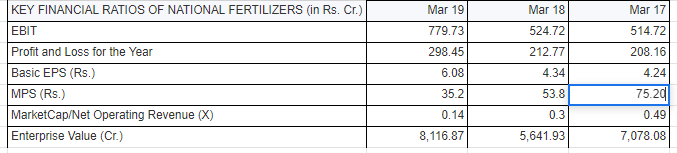 KEY FINANCIAL RATIOS OF NATIONAL FERTILIZERS (in Rs. Cr.) Mar 19 Mar 18 Mar 17
EBIT 779.73 524.72 514.72
Profit and Loss for the Year 298.45 212.77 208.16
Basic EPS (Rs.) 6.08 4.34 4.24
MPS (Rs.) 35.2 53.8 75.20
MarketCap/Net Operating Revenue (X) 0.14 0.3 0.49
Enterprise Value (Cr.) 8,116.87 5,641.93 7,078.08